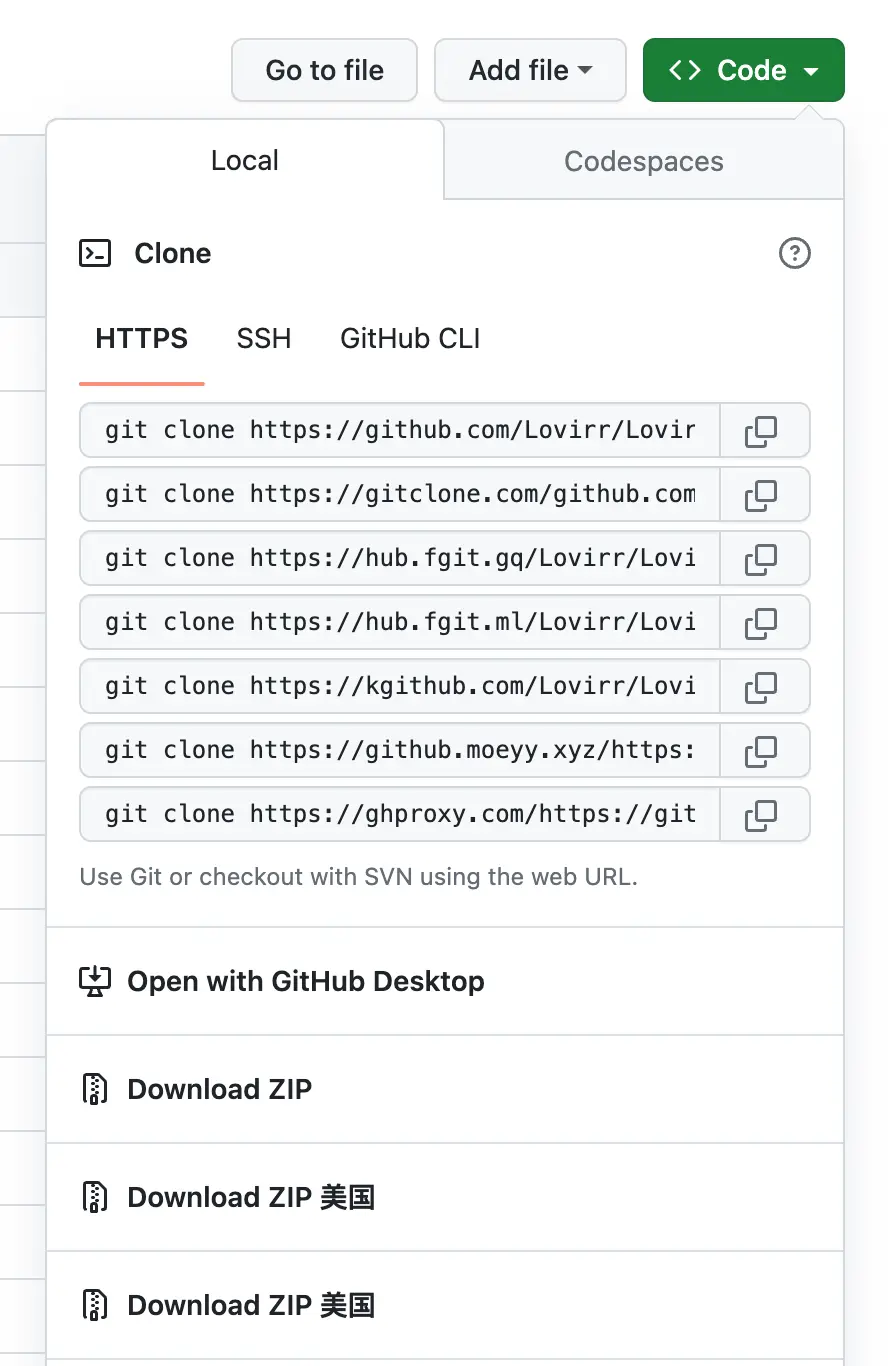 Go to file
Add file
Code
Local
Codespaces
Clone
HTTPS
SSH
GitHub CLI
git clone https://github.com/Lovirr/Lovir
git clone https://gitclone.com/github.com
git clone https://hub.fgit.gq/Lovirr/Lovi
git clone https://hub.fgit.ml/Lovirr/Lovi
git clone https://kgithub.com/Lovirr/Lovi
git clone https://github.moeyy.xyz/https:
git clone https://ghproxy.com/https://git
Use Git or checkout with SVN using the web URL.
Open with GitHub Desktop
Download ZIP
Download ZIP 美国
Download ZIP 美国